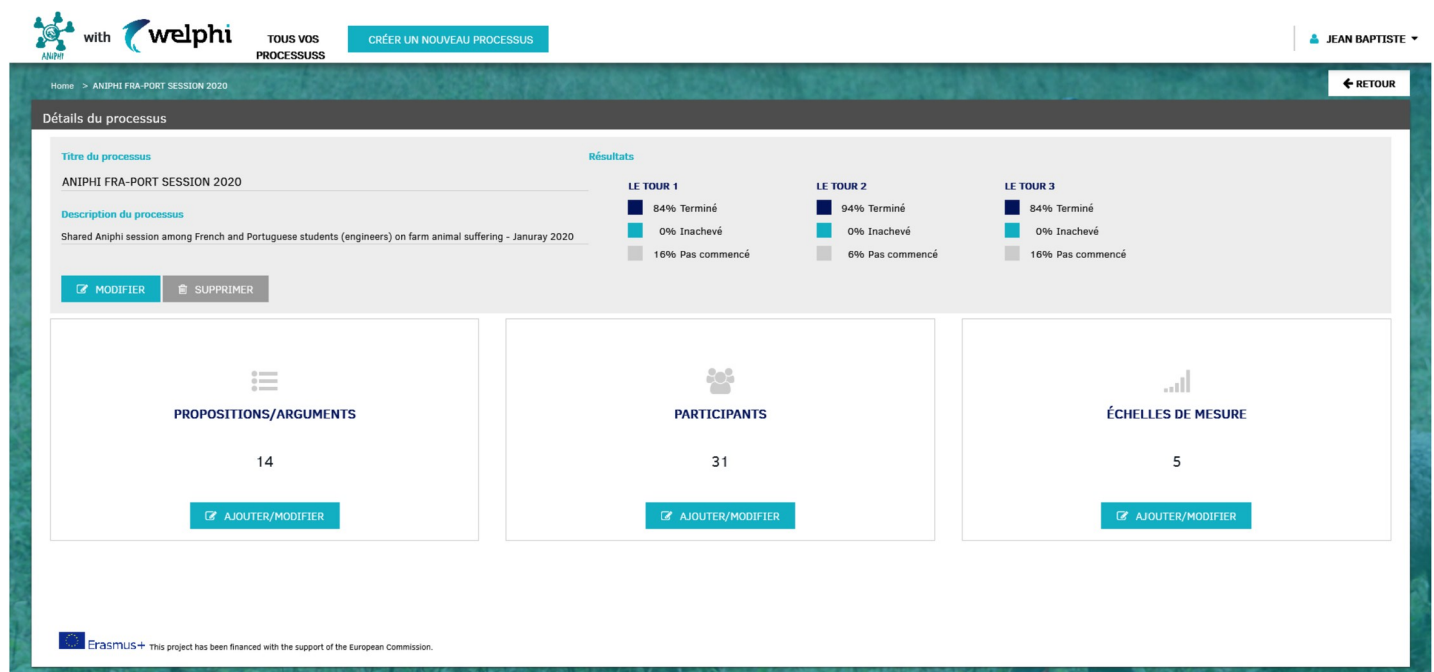 ANIPHI
with
welphi
TOUS VOS
PROCESSUSS
CRÉER UN NOUVEAU PROCESSUS
JEAN BAPTISTE
Home > ANIPHI FRA-PORT SESSION 2020
RETOUR
Détails du processus
Titre du processus
ANIPHI FRA-PORT SESSION 2020
Description du processus
Shared Aniphi session among French and Portuguese students (engineers) on farm animal suffering - Januray 2020
MODIFIER
SUPPRIMER
Résultats
LE TOUR 1
84% Terminé
0% Inachevé
16% Pas commencé
LE TOUR 2
94% Terminé
0% Inachevé
6% Pas commencé
LE TOUR 3
84% Terminé
0% Inachevé
16% Pas commencé
PROPOSITIONS/ARGUMENTS
14
AJOUTER/MODIFIER
PARTICIPANTS
31
AJOUTER/MODIFIER
ÉCHELLES DE MESURE
5
AJOUTER/MODIFIER
Erasmus+ This project has been financed with the support of the European Commission.